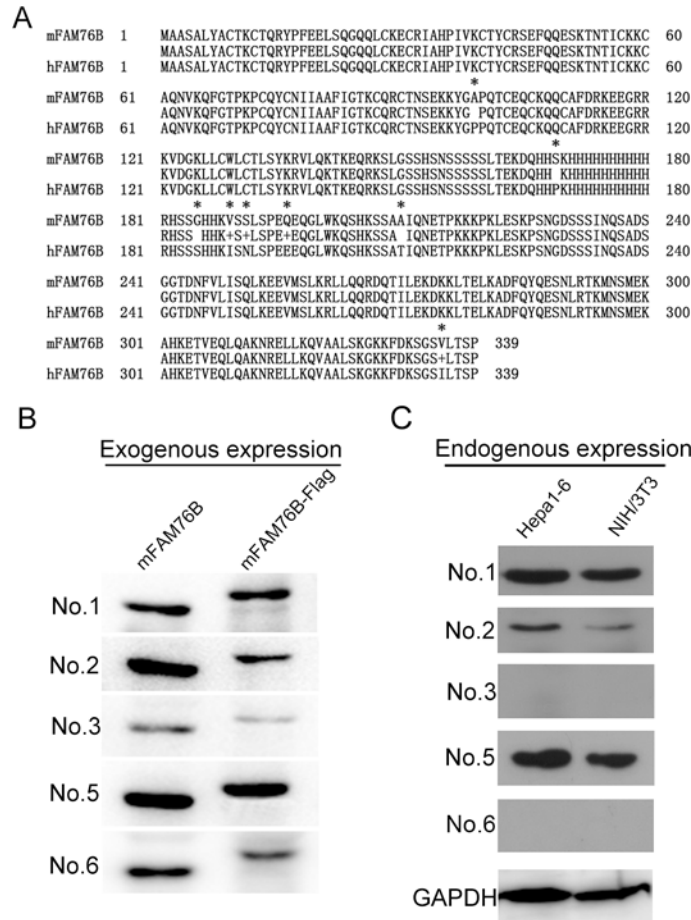 A
mFAM76B 1 MAASALYACTKCTQRYPFEELSQGQQLCKECRIAHPIVKCTYCRSEFQQESKTNTICKKC 60
MAASALYACTKCTQRYPFEELSQGQQLCKECRIAHPIVKCTYCRSEFQQESKTNTICKKC
hFAM76B 1 MAASALYACTKCTQRYPFEELSQGQQLCKECRIAHPIVKCTYCRSEFQQESKTNTICKKC 60
*
mFAM76B 61 AQNVKQFGTPKPCQYCNIIAAFIGTKCQRCTNSEKKYGAPQTCEQCKQQCAFDRKEEGRR 120
AQNVKQFGTPKPCQYCNIIAAFIGTKCQRCTNSEKKYG PQTCEQCKQQCAFDRKEEGRR
hFAM76B 61 AQNVKQFGTPKPCQYCNIIAAFIGTKCQRCTNSEKKYGPPQTCEQCKQQCAFDRKEEGRR 120
*
mFAM76B 121 KVDGKLLCWLCTLSYKRVLQKTKEQRKSLGSSHSNSSSSSLTEKDQHHSKHHHHHHHHHH 180
KVDGKLLCWLCTLSYKRVLQKTKEQRKSLGSSHSNSSSSSLTEKDQHH KHHHHHHHHHH
hFAM76B 121 KVDGKLLCWLCTLSYKRVLQKTKEQRKSLGSSHSNSSSSSLTEKDQHHPKHHHHHHHHHH 180
* * * * *
mFAM76B 181 RHSSGHHKVSSLSPEQEQGLWKQSHKSSAAIQNETPKKKPKLESKPSNGDSSSINQSADS 240
RHSS HHK+S+LSPE+EQGLWKQSHKSSA IQNETPKKKPKLESKPSNGDSSSINQSADS
hFAM76B 181 RHSSSHHKISNLSPEEEQGLWKQSHKSSATIQNETPKKKPKLESKPSNGDSSSINQSADS 240
mFAM76B 241 GGTDNFVLISQLKEEVMSLKRLLQQRDQTILEKDKKLTELKADFQYQESNLRTKMNSMEK 300
GGTDNFVLISQLKEEVMSLKRLLQQRDQTILEKDKKLTELKADFQYQESNLRTKMNSMEK
hFAM76B 241 GGTDNFVLISQLKEEVMSLKRLLQQRDQTILEKDKKLTELKADFQYQESNLRTKMNSMEK 300
*
mFAM76B 301 AHKETVEQLQAKNRELLKQVAALSKGKKFDKSGSVLTSP 339
AHKETVEQLQAKNRELLKQVAALSKGKKFDKSGS+LTSP
hFAM76B 301 AHKETVEQLQAKNRELLKQVAALSKGKKFDKSGSILTSP 339
B
Exogenous expression
mFAM76B
mFAM76B-Flag
No.1
No.2
No.3
No.5
No.6
C
Endogenous expression
Hepa1-6
NIH/3T3
No.1
No.2
No.3
No.5
No.6
GAPDH